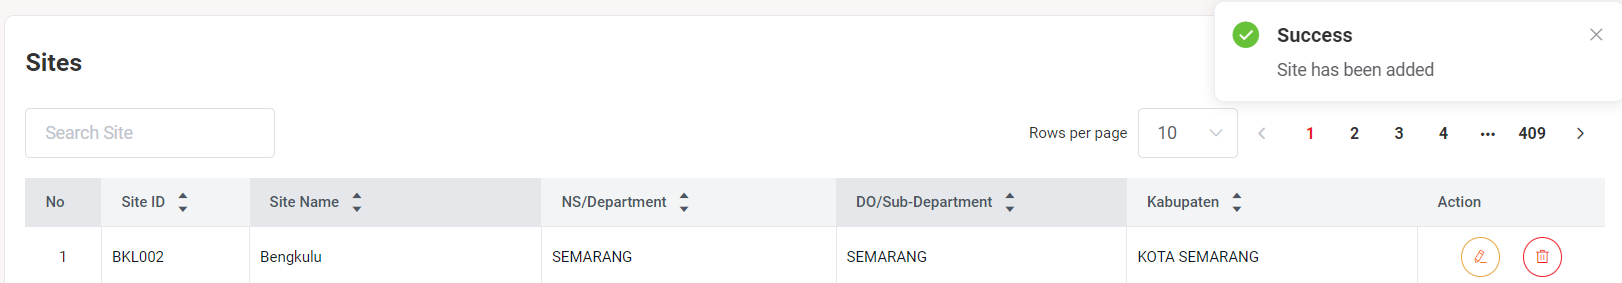 Success
Site has been added
Sites
Search Site
Rows per page 10 1 2 3 4 ... 409
No Site ID Site Name NS/Department DO/Sub-Department Kabupaten Action
1 BKL002 Bengkulu SEMARANG SEMARANG KOTA SEMARANG